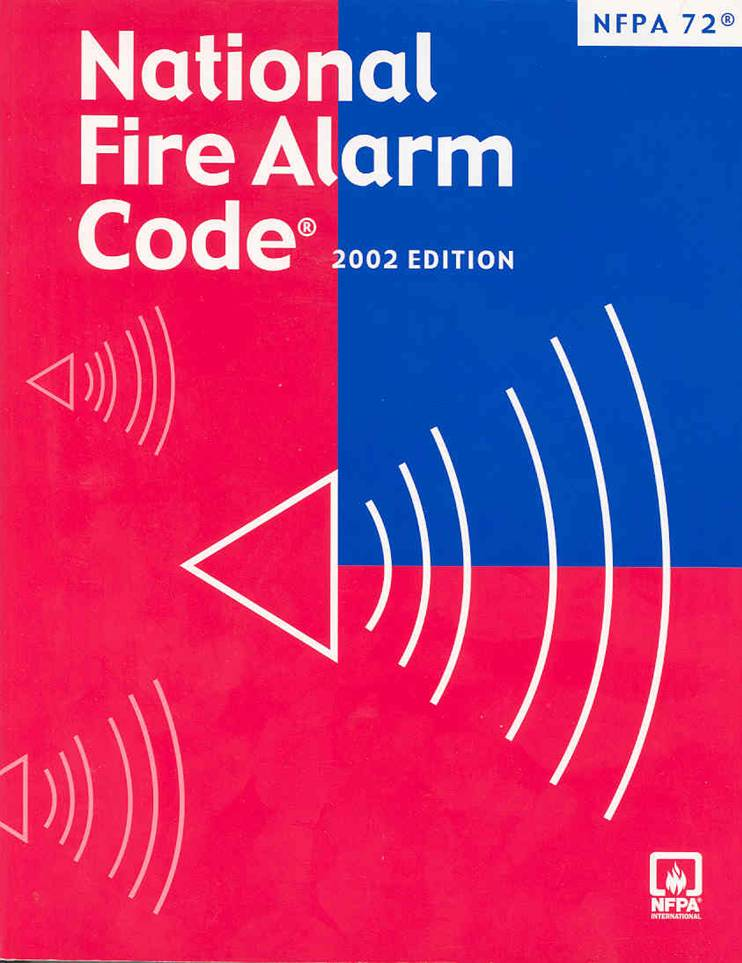 NFPA 72®
National
Fire Alarm
Code®
2002 EDITION
NFPA®
INTERNATIONAL